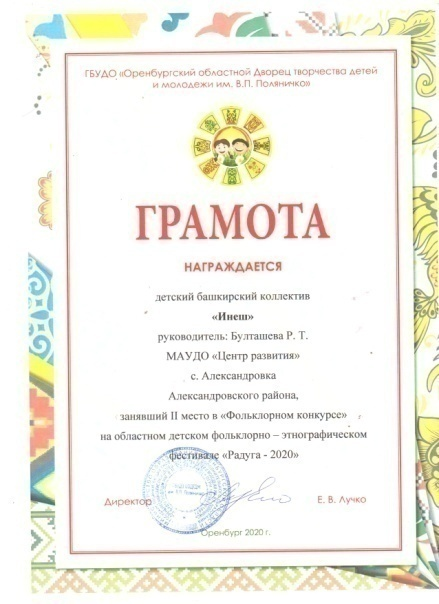 ГБУДО «Оренбургский областной Дворец творчества детей
и молодежи им. В.П. Поляничко»
ГРАМОТА
НАГРАЖДАЕТСЯ
детский башкирский коллектив
«Инеш»
руководитель: Булташева Р. Т.
МАУДО «Центр развития»
с. Александровка
Александровского района,
занявший II место в «Фольклорном конкурсе»
на областном детском фольклорно – этнографическом
фестивале «Радуга - 2020»
Директор Е. В. Лучко
Оренбург 2020 г.